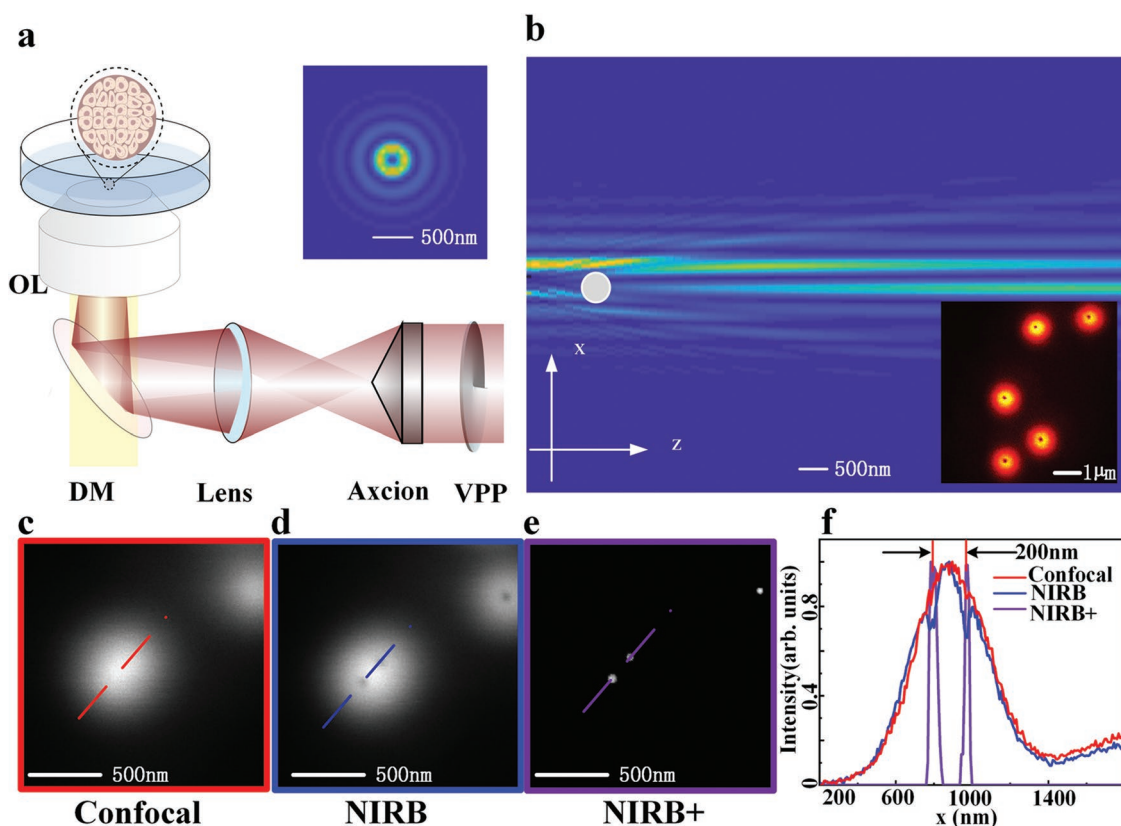 a
500nm
OL
DM
Lens
Axcion
VPP
b
x
z
500nm
1μm
c
500nm
Confocal
d
500nm
NIRB
e
500nm
NIRB+
f
200nm
Confocal
NIRB
NIRB+
Intensity(arb. units)
0.8
0.4
0
200 600 1000 1400
x (nm)